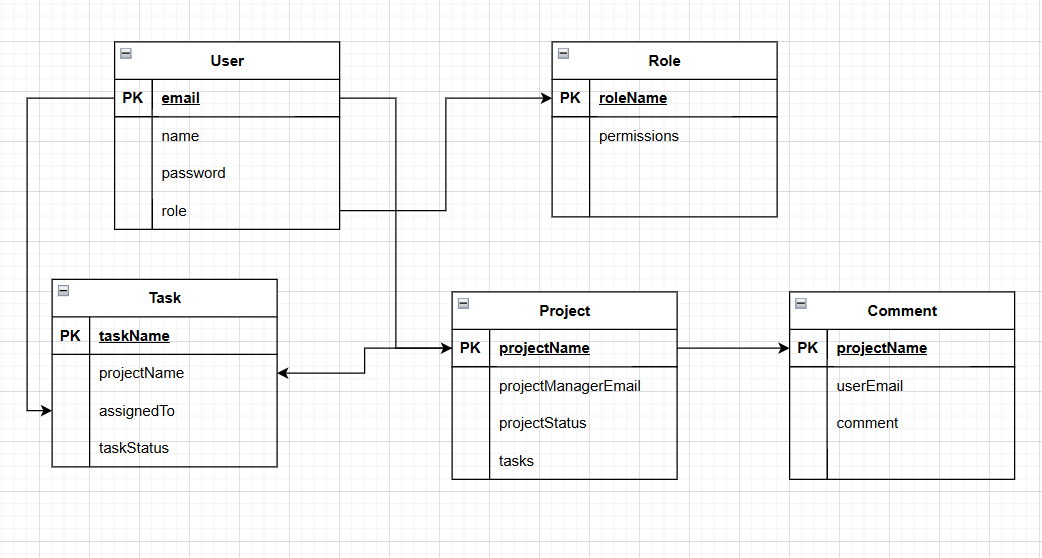 User
PK email
name
password
role
Role
PK roleName
permissions
Task
PK taskName
projectName
assignedTo
taskStatus
Project
PK projectName
projectManagerEmail
projectStatus
tasks
Comment
PK projectName
userEmail
comment